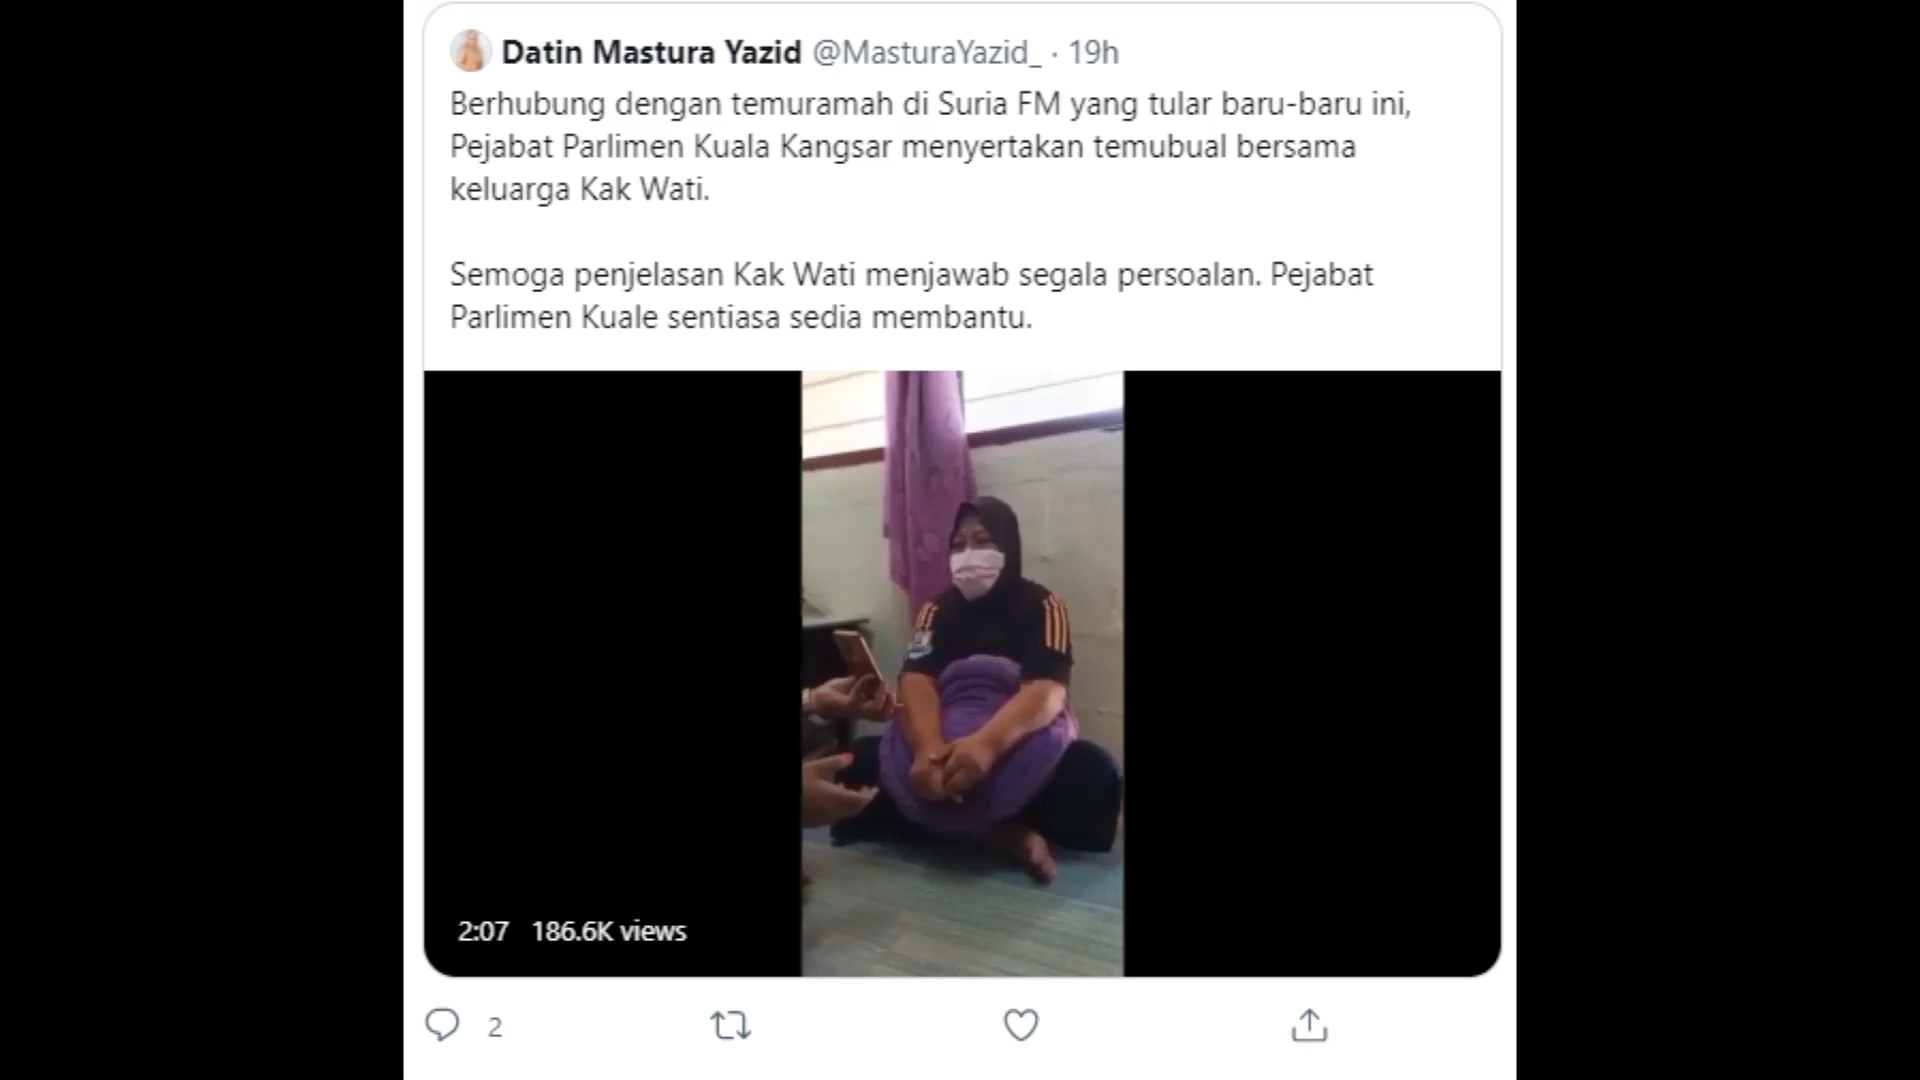 Datin Mastura Yazid @MasturaYazid_ · 19h
Berhubung dengan temuramah di Suria FM yang tular baru-baru ini,
Pejabat Parlimen Kuala Kangsar menyertakan temubual bersama
keluarga Kak Wati.
Semoga penjelasan Kak Wati menjawab segala persoalan. Pejabat
Parlimen Kuale sentiasa sedia membantu.
2:07 186.6K views
2